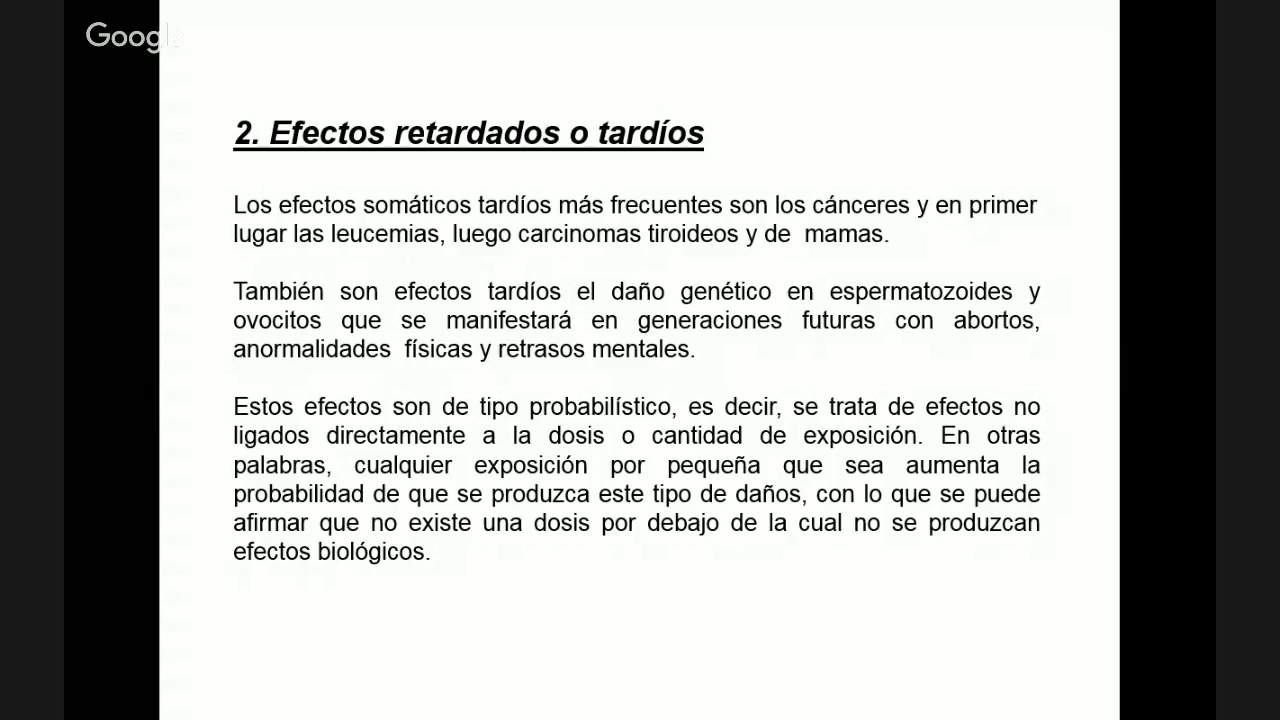 Google
2. Efectos retardados o tardíos
Los efectos somáticos tardíos más frecuentes son los cánceres y en primer
lugar las leucemias, luego carcinomas tiroideos y de mamas.
También son efectos tardíos el daño genético en espermatozoides y
ovocitos que se manifestará en generaciones futuras con abortos,
anormalidades físicas y retrasos mentales.
Estos efectos son de tipo probabilístico, es decir, se trata de efectos no
ligados directamente a la dosis o cantidad de exposición. En otras
palabras, cualquier exposición por pequeña que sea aumenta la
probabilidad de que se produzca este tipo de daños, con lo que se puede
afirmar que no existe una dosis por debajo de la cual no se produzcan
efectos biológicos.